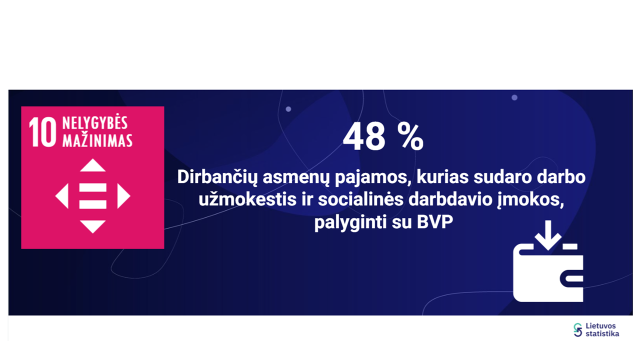 10 NELYGYBĖS
MAŽINIMAS
48 %
Dirbančių asmenų pajamos, kurias sudaro darbo
užmokestis ir socialinės darbdavio įmokos,
palyginti su BVP
Lietuvos
statistika